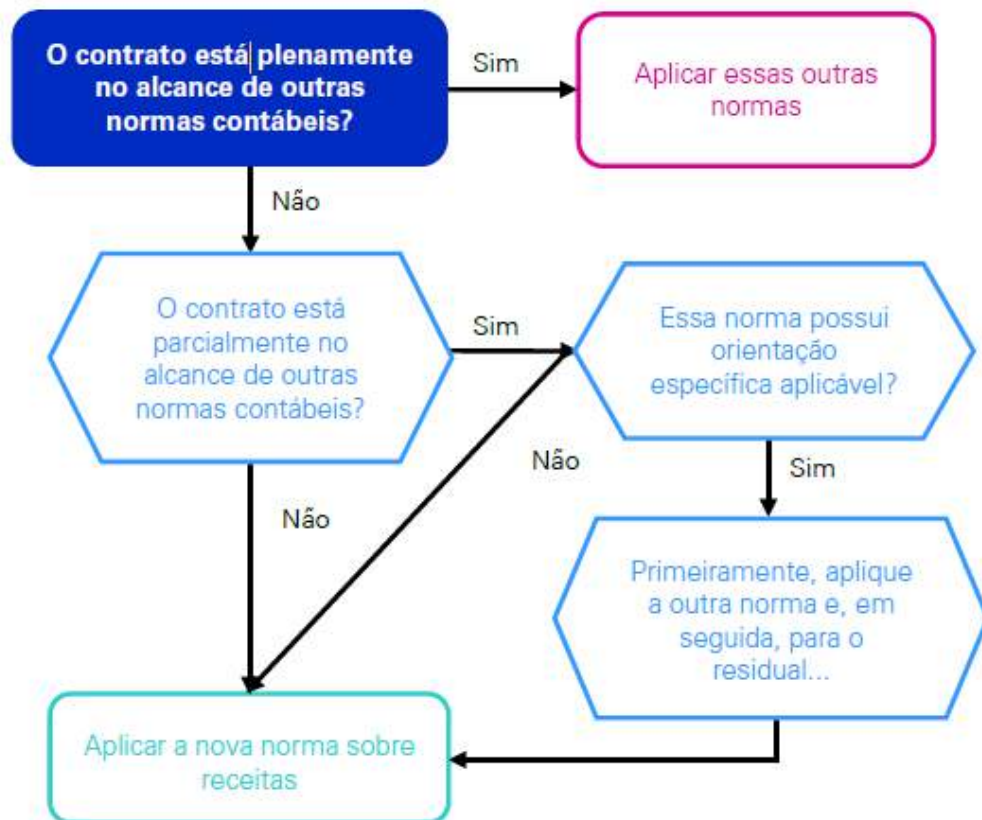 O contrato está plenamente
no alcance de outras
normas contábeis?
Sim
Aplicar essas outras
normas
Não
O contrato está
parcialmente no
alcance de outras
normas contábeis?
Sim
Essa norma possui
orientação
específica aplicável?
Não
Não
Sim
Primeiramente, aplique
a outra norma e, em
seguida, para o
residual...
Aplicar a nova norma sobre
receitas